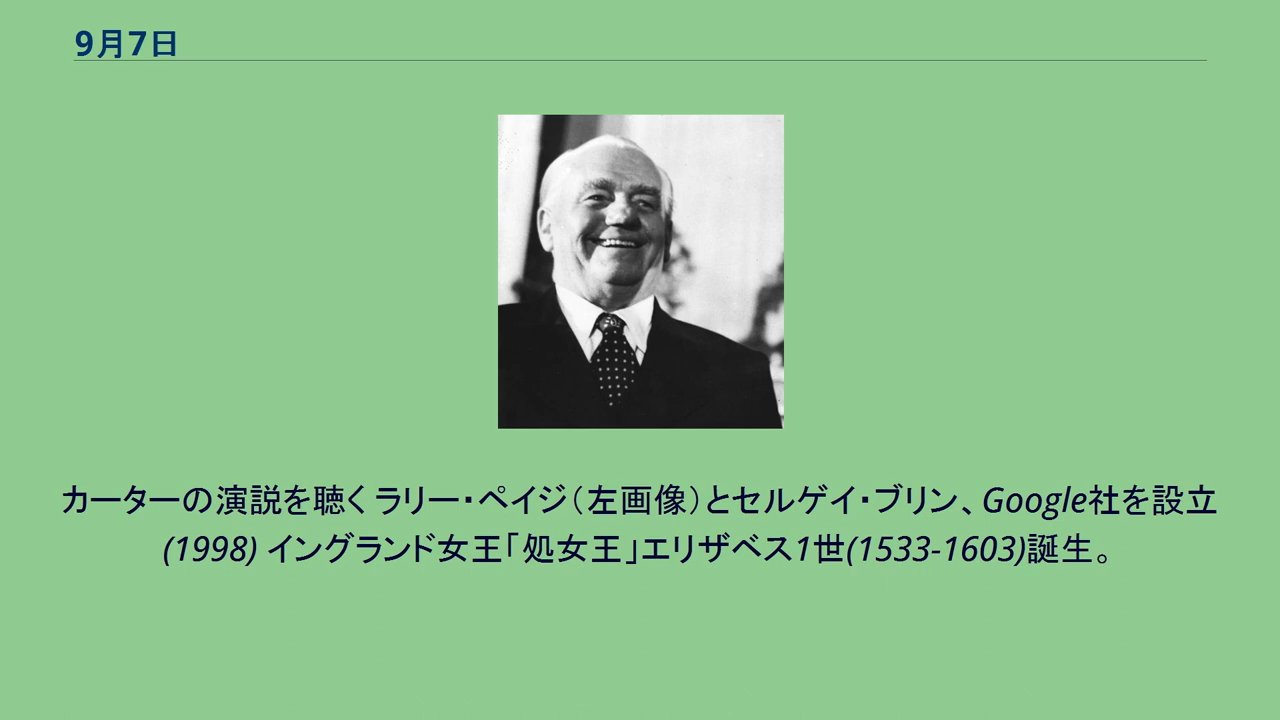 9月7日
カーターの演説を聴くラリー・ペイジ（左画像）とセルゲイ・ブリン、Google社を設立
(1998) イングランド女王「処女王」エリザベス1世(1533-1603)誕生。